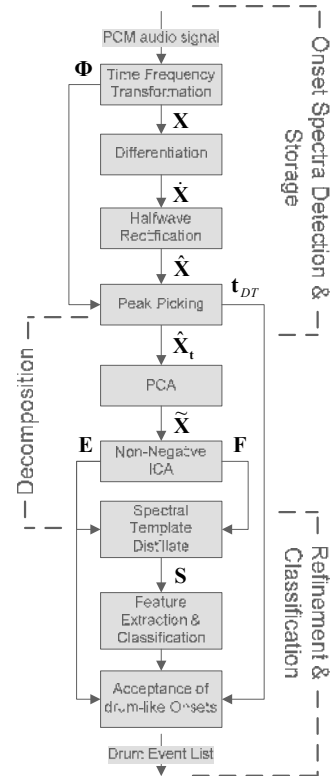 PCM audio signal
Φ
Time Frequency
Transformation
X
Differentiation
Ẋ
Halfwave
Rectification
X̂
Peak Picking
t_DT
X̂_t
PCA
X̃
E
Non-Negative
ICA
F
Spectral
Template
Distillate
S
Feature
Extraction &
Classification
Acceptance of
drum-like Onsets
Drum Event List
Onset Spectra Detection &
Storage
Decomposition
Refinement &
Classification